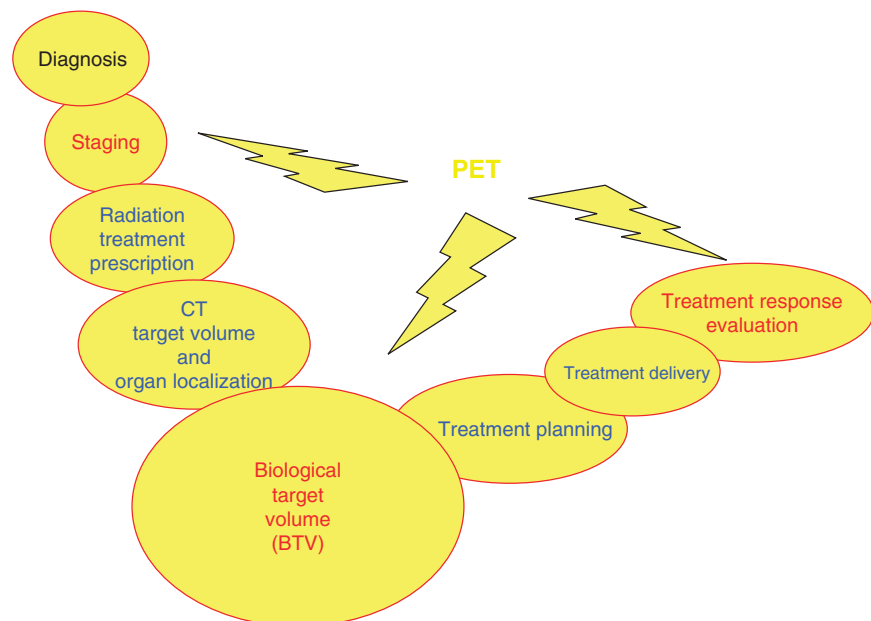 Diagnosis
Staging
PET
Radiation
treatment
prescription
CT
target volume
and
organ localization
Biological
target
volume
(BTV)
Treatment planning
Treatment delivery
Treatment response
evaluation